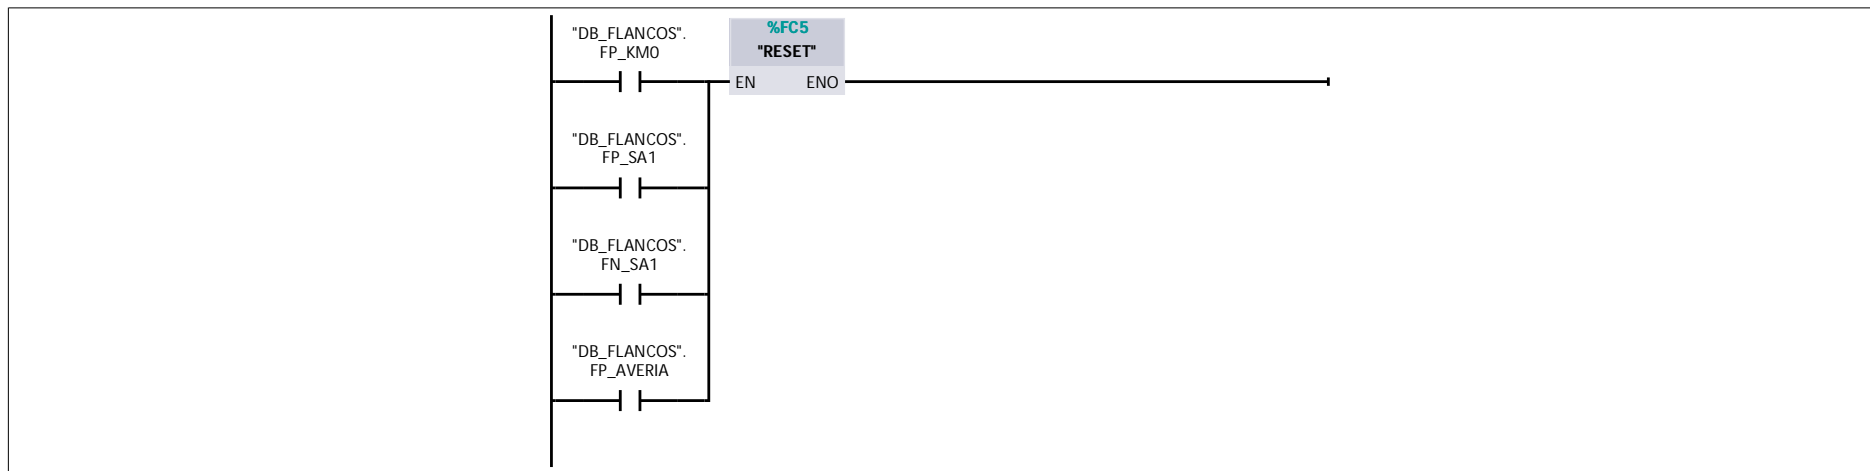 "DB_FLANCOS".
FP_KM0
%FC5
"RESET"
EN ENO
"DB_FLANCOS".
FP_SA1
"DB_FLANCOS".
FN_SA1
"DB_FLANCOS".
FP_AVERIA